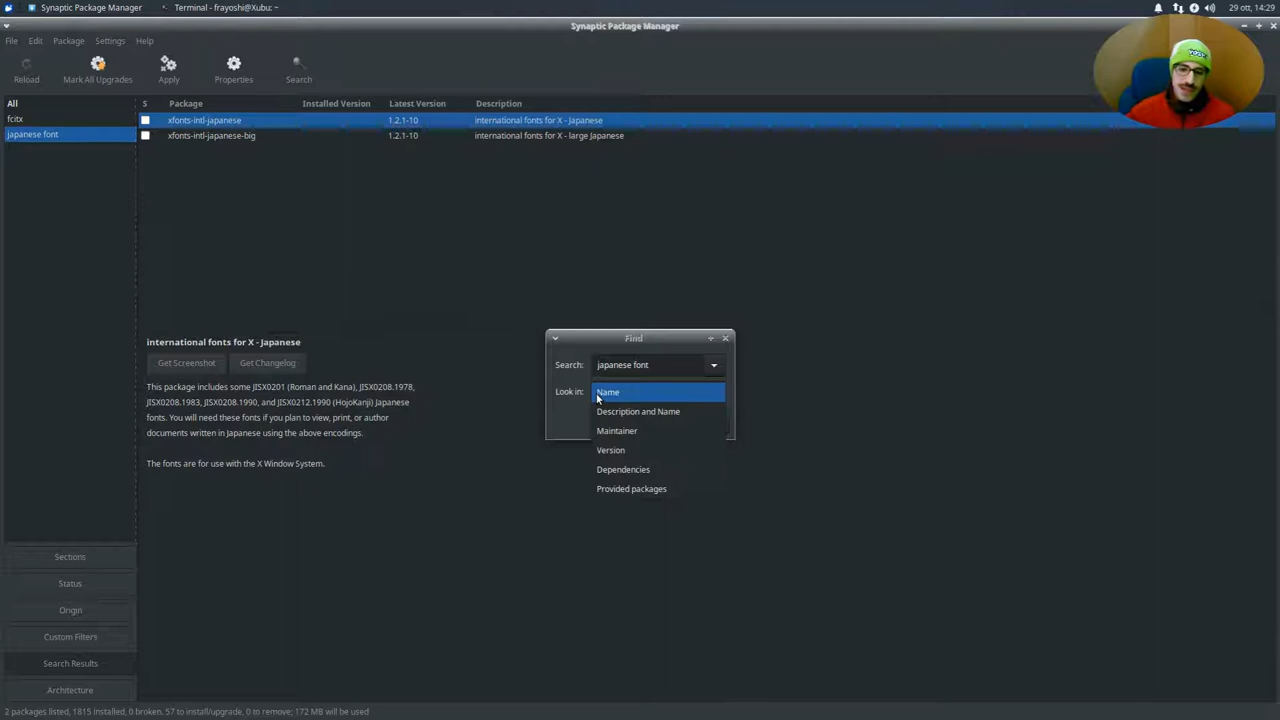 Synaptic Package Manager
Terminal - frayoshi@Xubu: ~
29 ott, 14:29
Synaptic Package Manager
File Edit Package Settings Help
Reload Mark All Upgrades Apply Properties Search
All
S Package Installed Version Latest Version Description
fcitx
japanese font
xfonts-intl-japanese 1.2.1-10 international fonts for X - Japanese
xfonts-intl-japanese-big 1.2.1-10 international fonts for X - large Japanese
Find
Search: japanese font
Look in: Name
Description and Name
Maintainer
Version
Dependencies
Provided packages
international fonts for X - Japanese
Get Screenshot Get Changelog
This package includes some JISX0201 (Roman and Kana), JISX0208.1978,
JISX0208.1983, JISX0208.1990, and JISX0212.1990 (HojoKanji) Japanese
fonts. You will need these fonts if you plan to view, print, or author
documents written in Japanese using the above encodings.
The fonts are for use with the X Window System.
Sections
Status
Origin
Custom Filters
Search Results
Architecture
2 packages listed, 1815 installed, 0 broken. 57 to install/upgrade, 0 to remove; 172 MB will be used